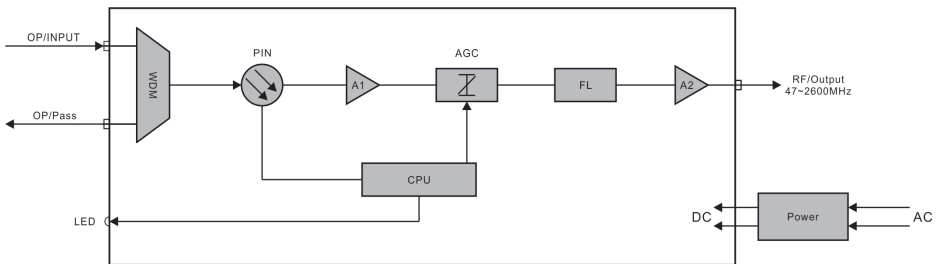 OP/INPUT
WDM
OP/Pass
PIN
A1
AGC
FL
A2
RF/Output
47~2600MHz
CPU
LED
DC
Power
AC